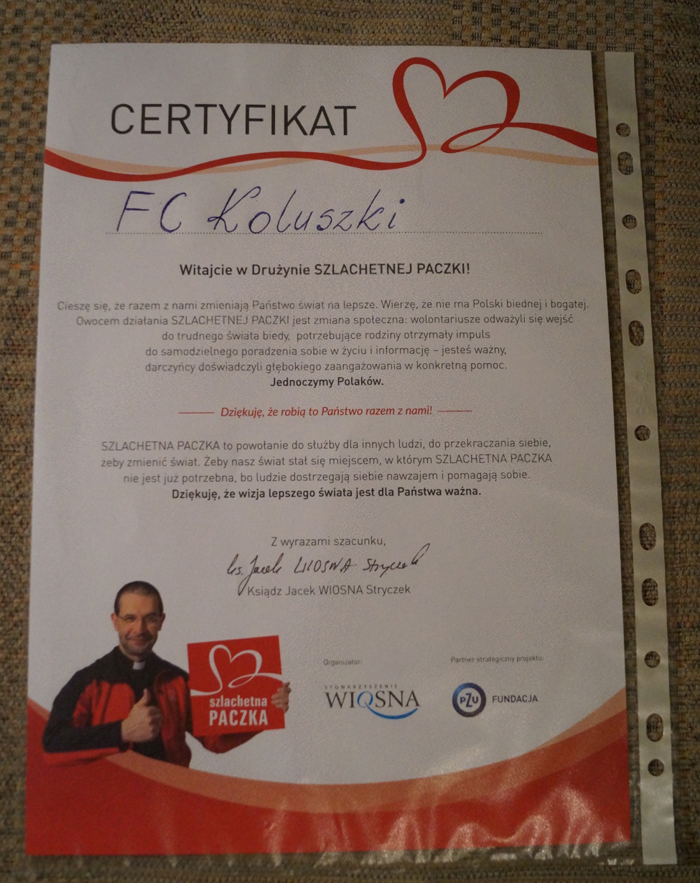 CERTYFIKAT
FC Koluszki
Witajcie w Drużynie SZLACHETNEJ PACZKI!
Cieszę się, że razem z nami zmieniają Państwo świat na lepsze. Wierzę, że nie ma Polski biednej i bogatej.
Owocem działania SZLACHETNEJ PACZKI jest zmiana społeczna: wolontariusze odważyli się wejść
do trudnego świata biedy, potrzebujące rodziny otrzymały impuls
do samodzielnego poradzenia sobie w życiu i informację – jesteś ważny,
darczyńcy doświadczyli głębokiego zaangażowania w konkretną pomoc.
Jednoczymy Polaków.
Dziękuję, że robią to Państwo razem z nami!
SZLACHETNA PACZKA to powołanie do służby dla innych ludzi, do przekraczania siebie,
żeby zmienić świat. Żeby nasz świat stał się miejscem, w którym SZLACHETNA PACZKA
nie jest już potrzebna, bo ludzie dostrzegają siebie nawzajem i pomagają sobie.
Dziękuję, że wizja lepszego świata jest dla Państwa ważna.
Z wyrazami szacunku,
ks. Jacek WIOSNA Stryczek
Ksiądz Jacek WIOSNA Stryczek
szlachetna
PACZKA
Organizator:
STOWARZYSZENIE
WIOSNA
Partner strategiczny projektu:
PZU FUNDACJA